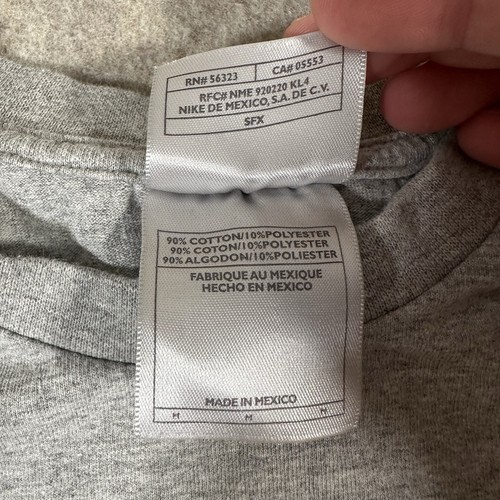 RN# 56323 CA# 05553
RFC# NME 920220 KL4
NIKE DE MEXICO, S.A. DE C.V.
SFX
90% COTTON/10%POLYESTER
90% COTON/10%POLYESTER
90% ALGODON/10%POLIESTER
FABRIQUE AU MEXIQUE
HECHO EN MEXICO
MADE IN MEXICO
M M M